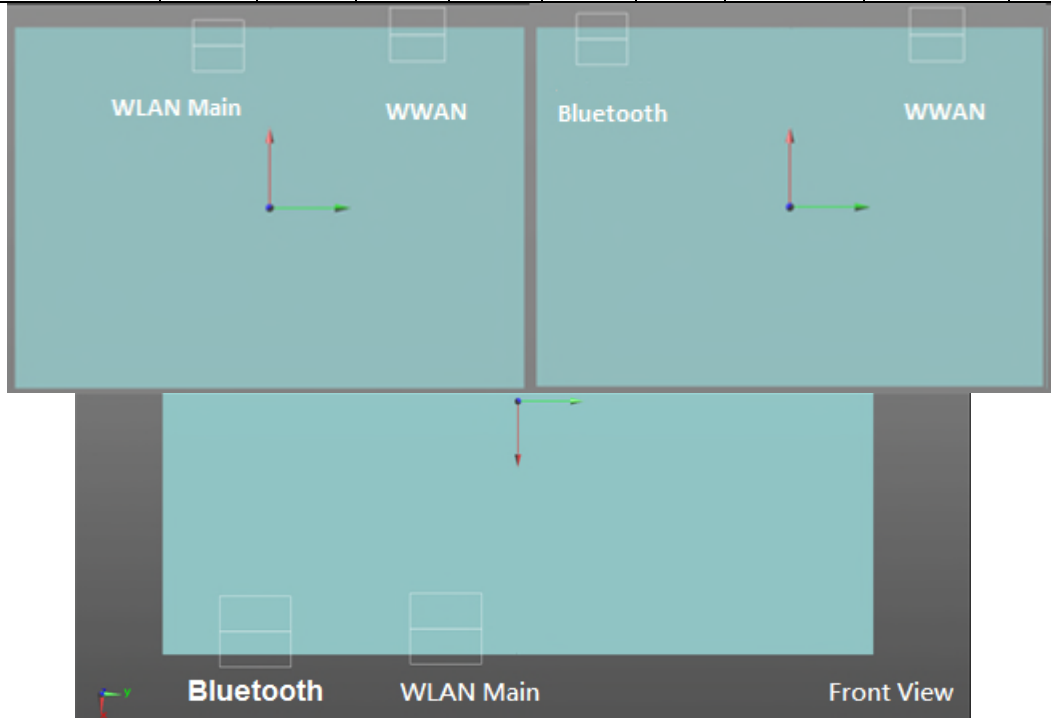 WLAN Main
WWAN
Bluetooth
WWAN
y
Bluetooth
WLAN Main
Front View